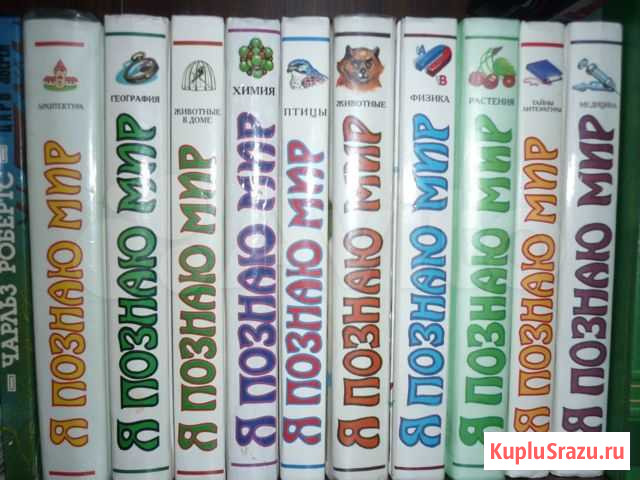 ЧАРЛЬЗ РОБЕРТС
АРХИТЕКТУРА
Я ПОЗНАЮ МИР
ГЕОГРАФИЯ
Я ПОЗНАЮ МИР
ЖИВОТНЫЕ
В ДОМЕ
Я ПОЗНАЮ МИР
ХИМИЯ
Я ПОЗНАЮ МИР
ПТИЦЫ
Я ПОЗНАЮ МИР
ЖИВОТНЫЕ
Я ПОЗНАЮ МИР
А
В
ФИЗИКА
Я ПОЗНАЮ МИР
РАСТЕНИЯ
Я ПОЗНАЮ МИР
ТАЙНЫ
ЛИТЕРАТУРЫ
Я ПОЗНАЮ МИР
МЕДИЦИНА
Я ПОЗНАЮ МИР
KupluSrazu.ru